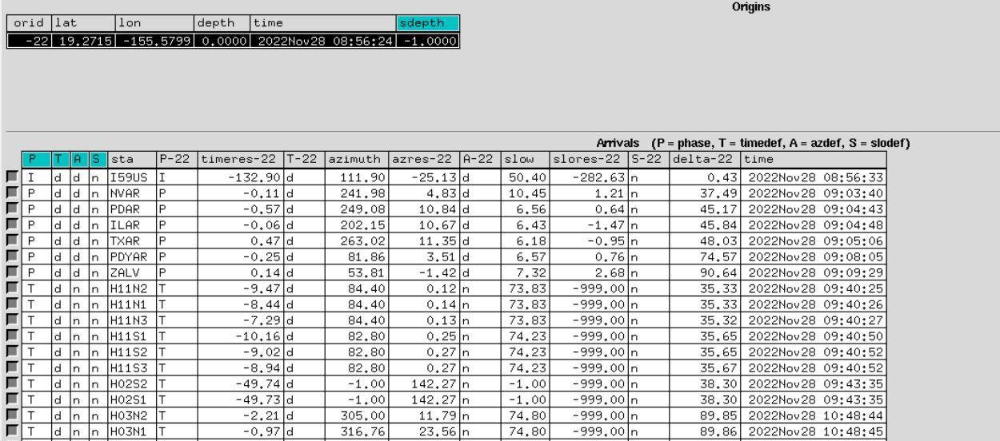 Origins
orid lat lon depth time sdepth
-22 19.2715 -155.5799 0.0000 2022Nov28 08:56:24 -1.0000
Arrivals (P = phase, T = timedef, A = azdef, S = slodef)
P T A S sta P-22 timeres-22 T-22 azimuth azres-22 A-22 slow slores-22 S-22 delta-22 time
I d d n I59US I -132.90 d 111.90 -25.13 d 50.40 -282.63 n 0.43 2022Nov28 08:56:33
P d d n NVAR P -0.11 d 241.98 4.83 d 10.45 1.21 n 37.49 2022Nov28 09:03:40
P d d n PDAR P -0.57 d 249.08 10.84 d 6.56 0.64 n 45.17 2022Nov28 09:04:43
P d d n ILAR P -0.06 d 202.15 10.67 d 6.43 -1.47 n 45.84 2022Nov28 09:04:48
P d d n TXAR P 0.47 d 263.02 11.35 d 6.18 -0.95 n 48.03 2022Nov28 09:05:06
P d d n PDYAR P -0.25 d 81.86 3.51 d 6.57 0.76 n 74.57 2022Nov28 09:08:05
P d d n ZALV P 0.14 d 53.81 -1.42 d 7.32 2.68 n 90.64 2022Nov28 09:09:29
T d n n H11N2 T -9.47 d 84.40 0.12 n 73.83 -999.00 n 35.33 2022Nov28 09:40:25
T d n n H11N1 T -8.44 d 84.40 0.14 n 73.83 -999.00 n 35.33 2022Nov28 09:40:26
T d n n H11N3 T -7.29 d 84.40 0.13 n 73.83 -999.00 n 35.32 2022Nov28 09:40:27
T d n n H11S1 T -10.16 d 82.80 0.25 n 74.23 -999.00 n 35.65 2022Nov28 09:40:50
T d n n H11S2 T -9.02 d 82.80 0.27 n 74.23 -999.00 n 35.65 2022Nov28 09:40:52
T d n n H11S3 T -8.94 d 82.80 0.27 n 74.23 -999.00 n 35.67 2022Nov28 09:40:52
T d n n H02S2 T -49.74 d -1.00 142.27 n -1.00 -999.00 n 38.30 2022Nov28 09:43:35
T d n n H02S1 T -49.73 d -1.00 142.27 n -1.00 -999.00 n 38.30 2022Nov28 09:43:35
T d n n H03N2 T -2.21 d 305.00 11.79 n 74.80 -999.00 n 89.85 2022Nov28 10:48:44
T d n n H03N1 T -0.97 d 316.76 23.56 n 74.80 -999.00 n 89.86 2022Nov28 10:48:45